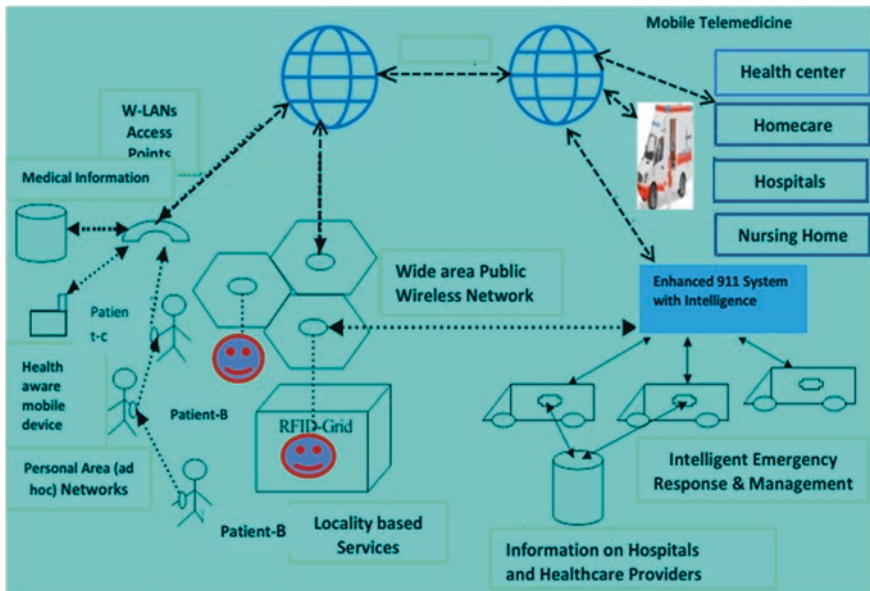 Mobile Telemedicine
Health center
Homecare
Hospitals
Nursing Home
W-LANs
Access
Points
Medical Information
Wide area Public
Wireless Network
Enhanced 911 System
with Intelligence
Patien
t-c
Health
aware
mobile
device
Patient-B
RFID-Grid
Personal Area (ad
hoc) Networks
Patient-B
Locality based
Services
Intelligent Emergency
Response & Management
Information on Hospitals
and Healthcare Providers